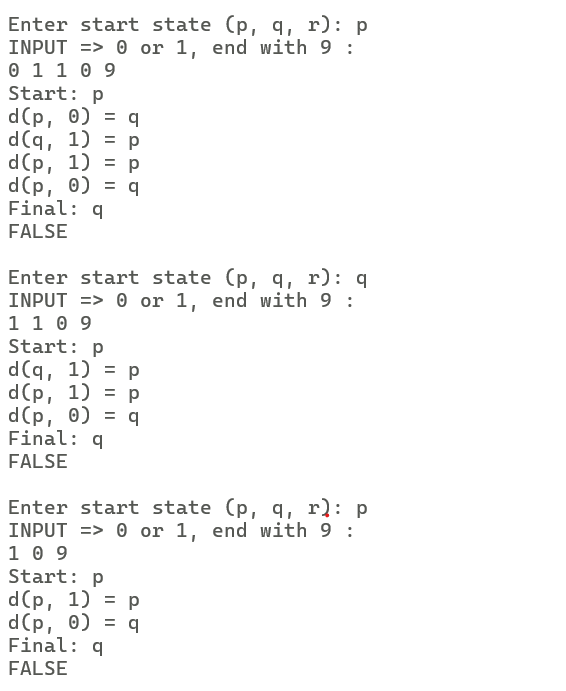 Enter start state (p, q, r): p
INPUT => 0 or 1, end with 9 :
0 1 1 0 9
Start: p
d(p, 0) = q
d(q, 1) = p
d(p, 1) = p
d(p, 0) = q
Final: q
FALSE

Enter start state (p, q, r): q
INPUT => 0 or 1, end with 9 :
1 1 0 9
Start: p
d(q, 1) = p
d(p, 1) = p
d(p, 0) = q
Final: q
FALSE

Enter start state (p, q, r): p
INPUT => 0 or 1, end with 9 :
1 0 9
Start: p
d(p, 1) = p
d(p, 0) = q
Final: q
FALSE